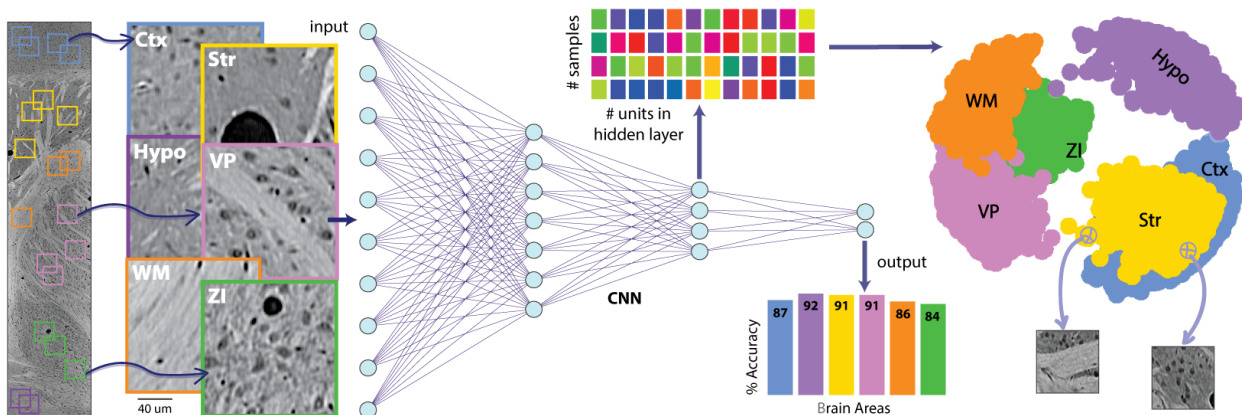 Ctx
Str
Hypo
VP
WM
ZI
40 um
input
CNN
# samples
# units in
hidden layer
output
% Accuracy
87
92
91
91
86
84
Brain Areas
Hypo
WM
ZI
Ctx
VP
Str